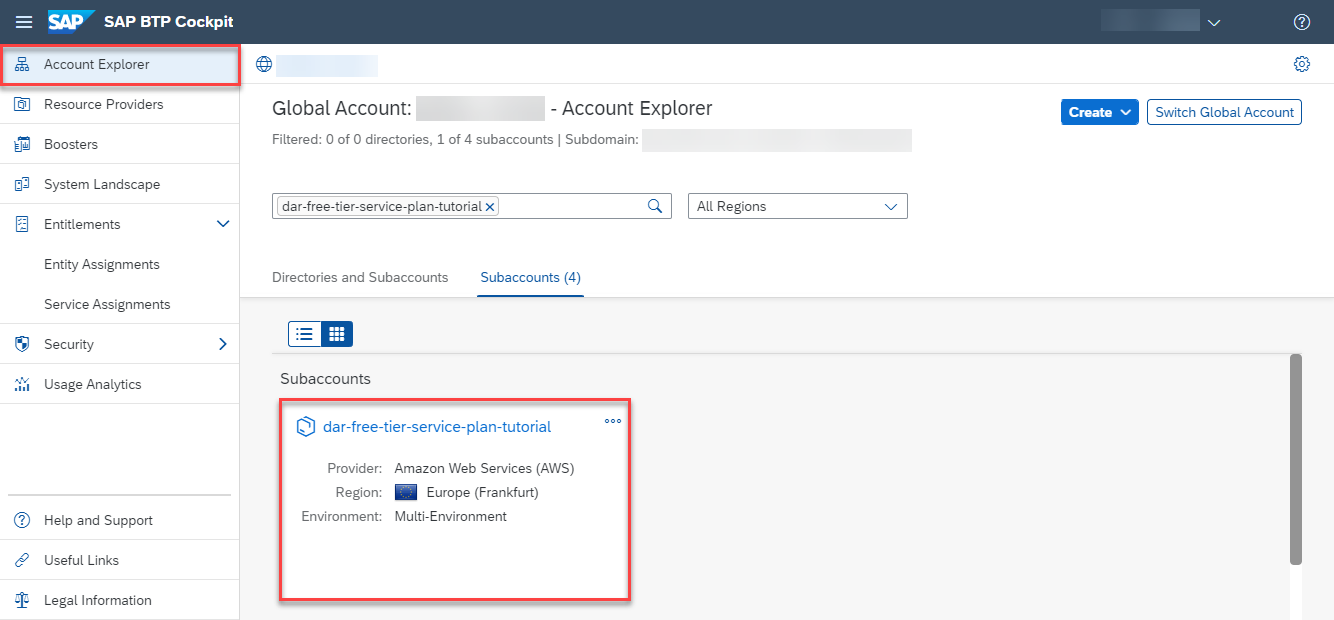 SAP SAP BTP Cockpit
Account Explorer
Resource Providers
Boosters
System Landscape
Entitlements
Entity Assignments
Service Assignments
Security
Usage Analytics
Help and Support
Useful Links
Legal Information
Global Account: - Account Explorer
Create
Switch Global Account
Filtered: 0 of 0 directories, 1 of 4 subaccounts | Subdomain:
dar-free-tier-service-plan-tutorial
All Regions
Directories and Subaccounts
Subaccounts (4)
Subaccounts
dar-free-tier-service-plan-tutorial
Provider: Amazon Web Services (AWS)
Region: Europe (Frankfurt)
Environment: Multi-Environment